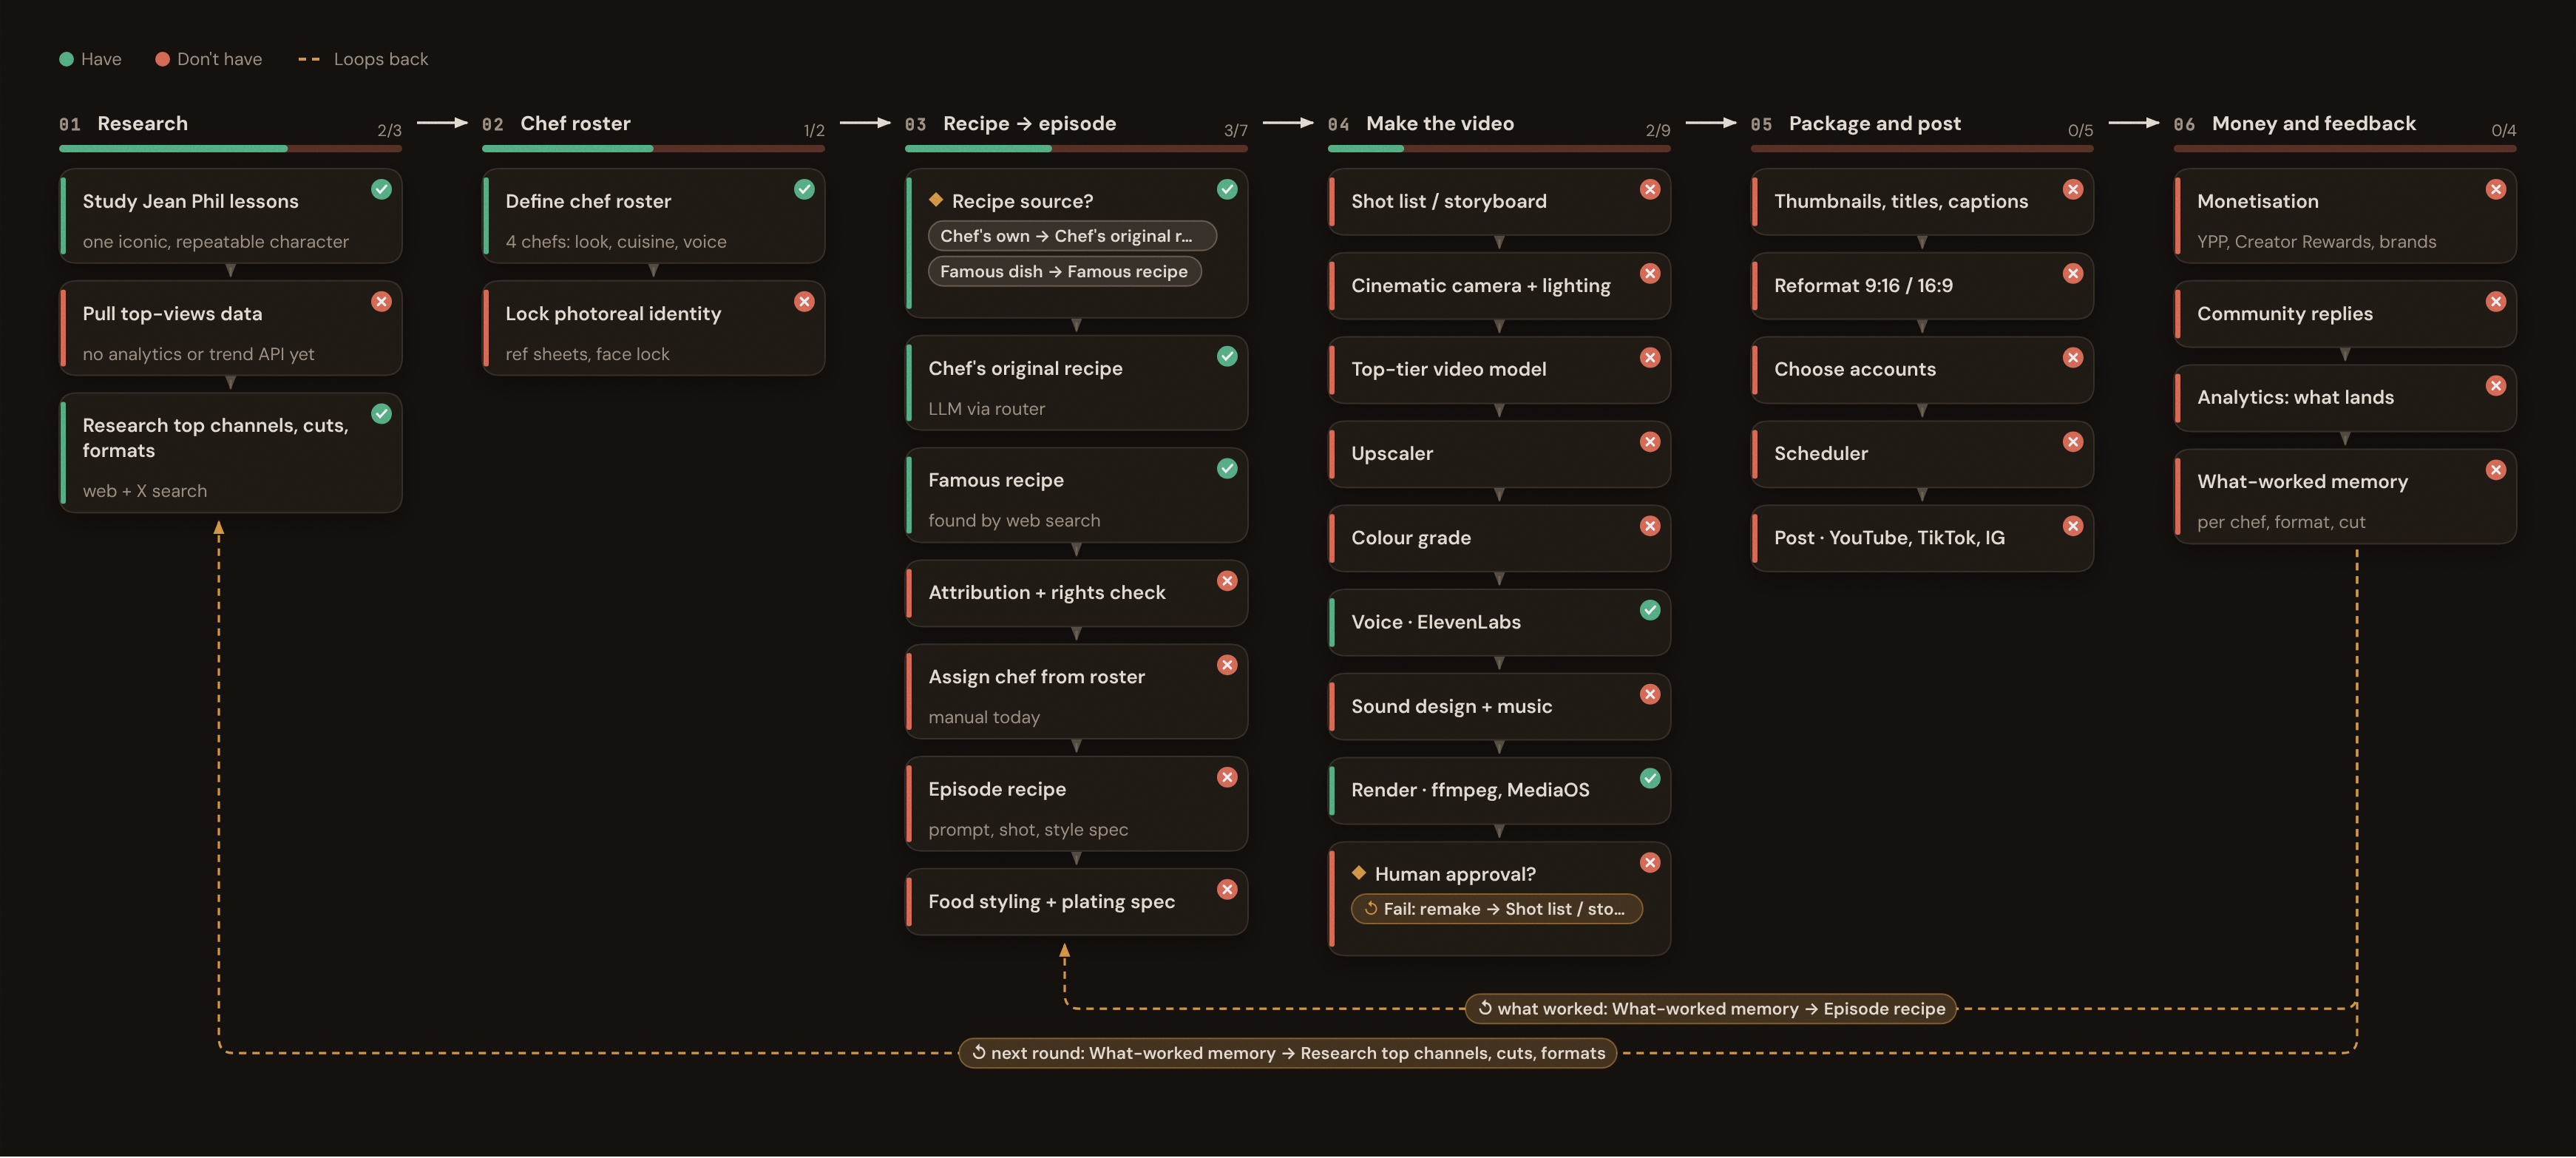 Have
Don't have
Loops back
01 Research 2/3
Study Jean Phil lessons
one iconic, repeatable character
Pull top-views data
no analytics or trend API yet
Research top channels, cuts,
formats
web + X search
02 Chef roster 1/2
Define chef roster
4 chefs: look, cuisine, voice
Lock photoreal identity
ref sheets, face lock
03 Recipe → episode 3/7
Recipe source?
Chef's own → Chef's original r...
Famous dish → Famous recipe
Chef's original recipe
LLM via router
Famous recipe
found by web search
Attribution + rights check
Assign chef from roster
manual today
Episode recipe
prompt, shot, style spec
Food styling + plating spec
04 Make the video 2/9
Shot list / storyboard
Cinematic camera + lighting
Top-tier video model
Upscaler
Colour grade
Voice · ElevenLabs
Sound design + music
Render · ffmpeg, MediaOS
Human approval?
Fail: remake → Shot list / sto...
05 Package and post 0/5
Thumbnails, titles, captions
Reformat 9:16 / 16:9
Choose accounts
Scheduler
Post · YouTube, TikTok, IG
06 Money and feedback 0/4
Monetisation
YPP, Creator Rewards, brands
Community replies
Analytics: what lands
What-worked memory
per chef, format, cut
what worked: What-worked memory → Episode recipe
next round: What-worked memory → Research top channels, cuts, formats